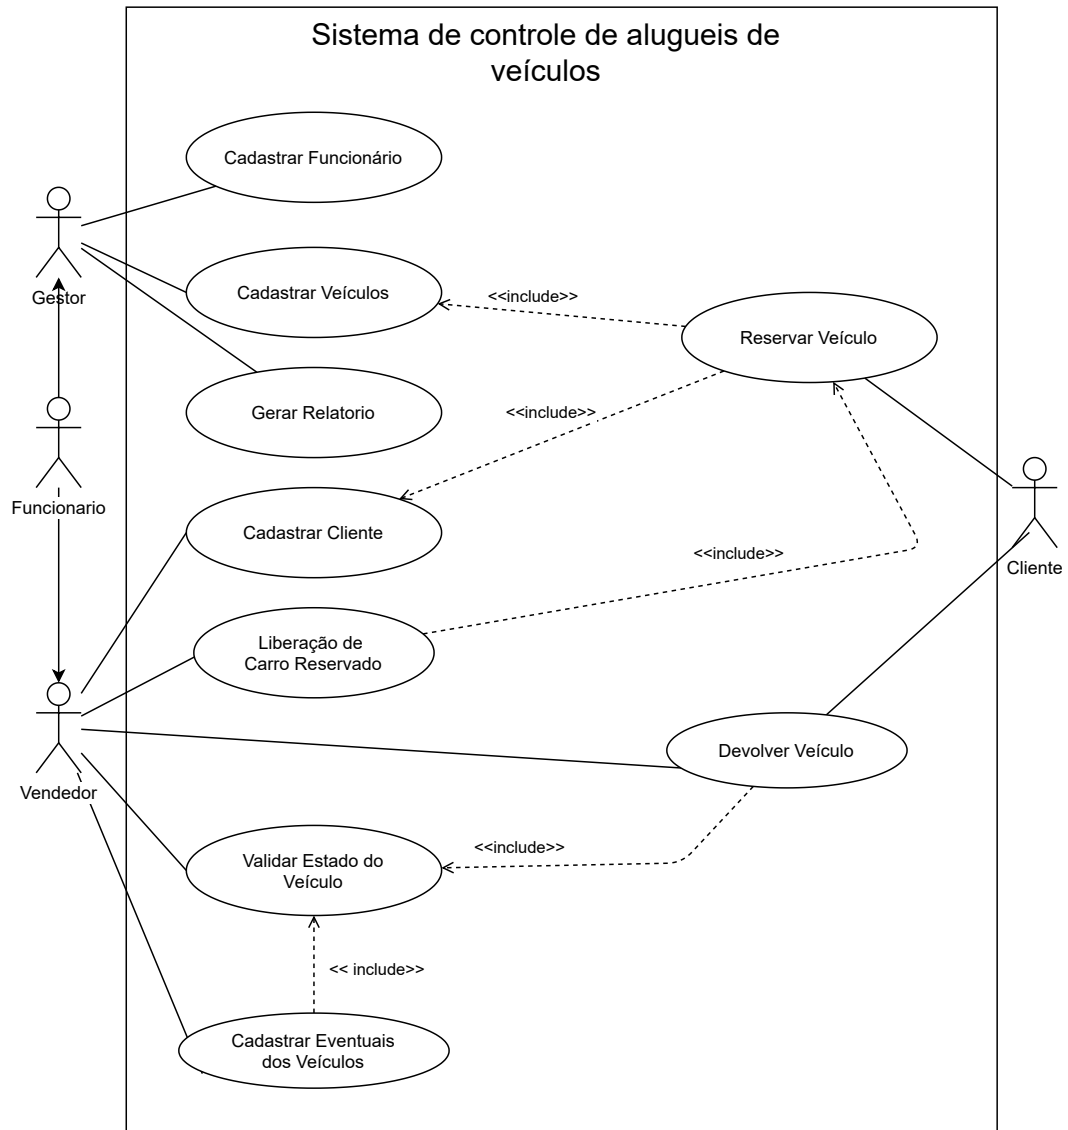 Sistema de controle de alugueis de
veículos
Cadastrar Funcionário
Gestor
Cadastrar Veículos
<<include>>
Reservar Veículo
Gerar Relatorio
<<include>>
Funcionario
Cadastrar Cliente
<<include>>
Cliente
Liberação de
Carro Reservado
Devolver Veículo
Vendedor
Validar Estado do
Veículo
<<include>>
<< include>>
Cadastrar Eventuais
dos Veículos